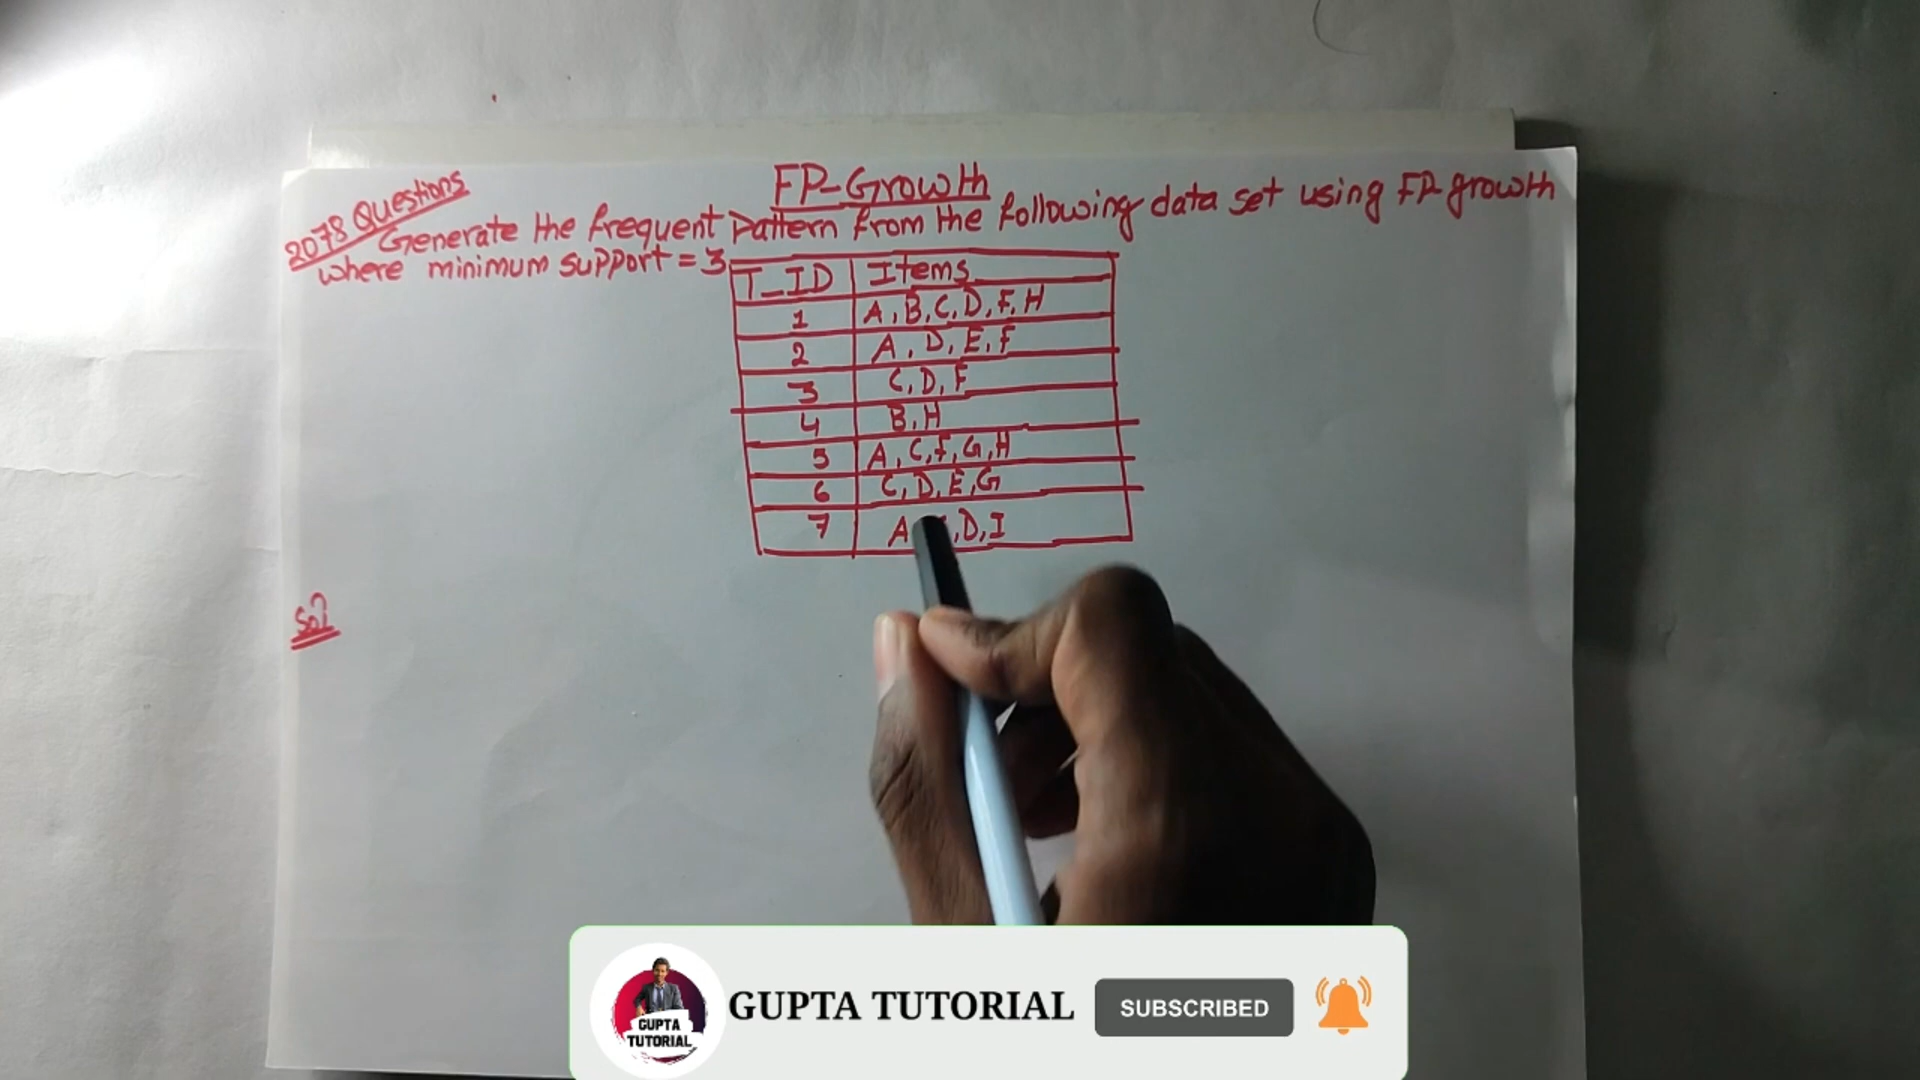 FP-Growth
2078 Questions
Generate the frequent Pattern from the following data set using FP growth
where minimum support = 3
T_ID Items
1 A, B, C, D, F, H
2 A, D, E, F
3 C, D, F
4 B, H
5 A, C, F, G, H
6 C, D, E, G
7 A , D, I
Sol
GUPTA TUTORIAL
GUPTA TUTORIAL
SUBSCRIBED